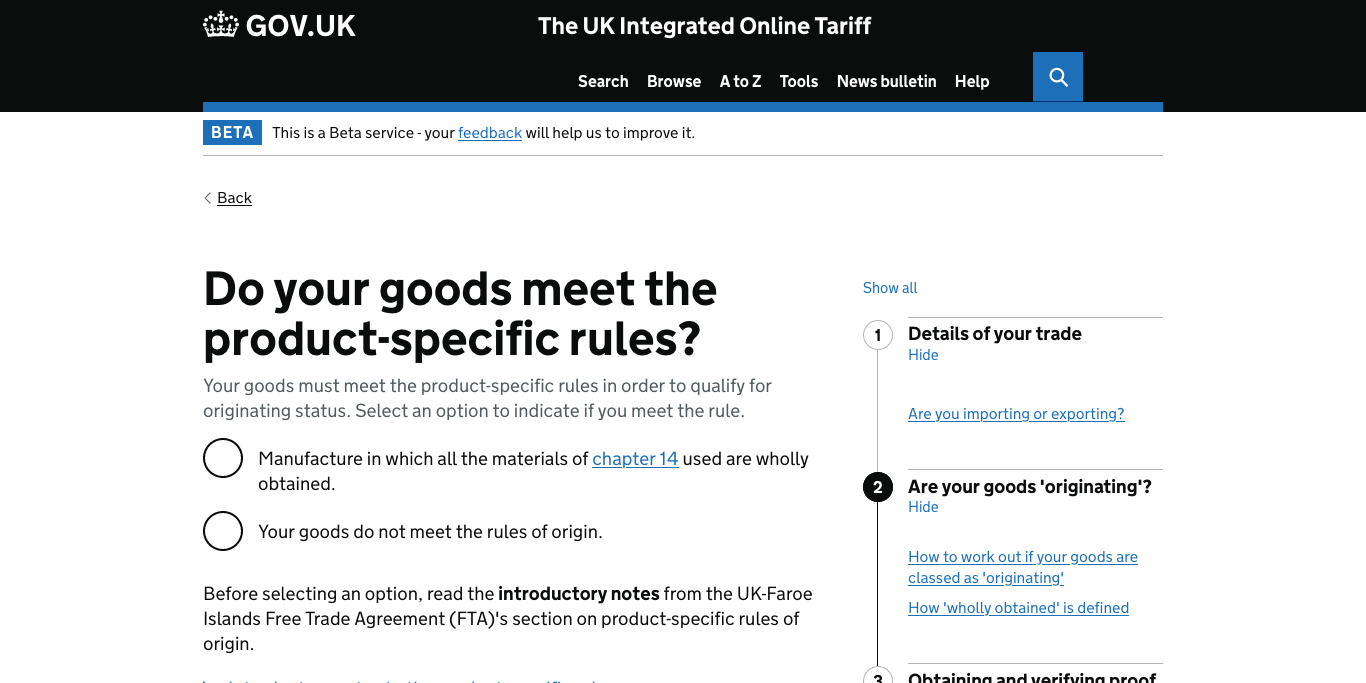 GOV.UK
The UK Integrated Online Tariff
Search Browse A to Z Tools News bulletin Help
BETA This is a Beta service - your feedback will help us to improve it.
Back
Do your goods meet the
product-specific rules?
Your goods must meet the product-specific rules in order to qualify for
originating status. Select an option to indicate if you meet the rule.
Manufacture in which all the materials of chapter 14 used are wholly
obtained.
Your goods do not meet the rules of origin.
Before selecting an option, read the introductory notes from the UK-Faroe
Islands Free Trade Agreement (FTA)'s section on product-specific rules of
origin.
Show all
1 Details of your trade
Hide
Are you importing or exporting?
2 Are your goods 'originating'?
Hide
How to work out if your goods are
classed as 'originating'
How 'wholly obtained' is defined
3 Obtaining and verifying proof